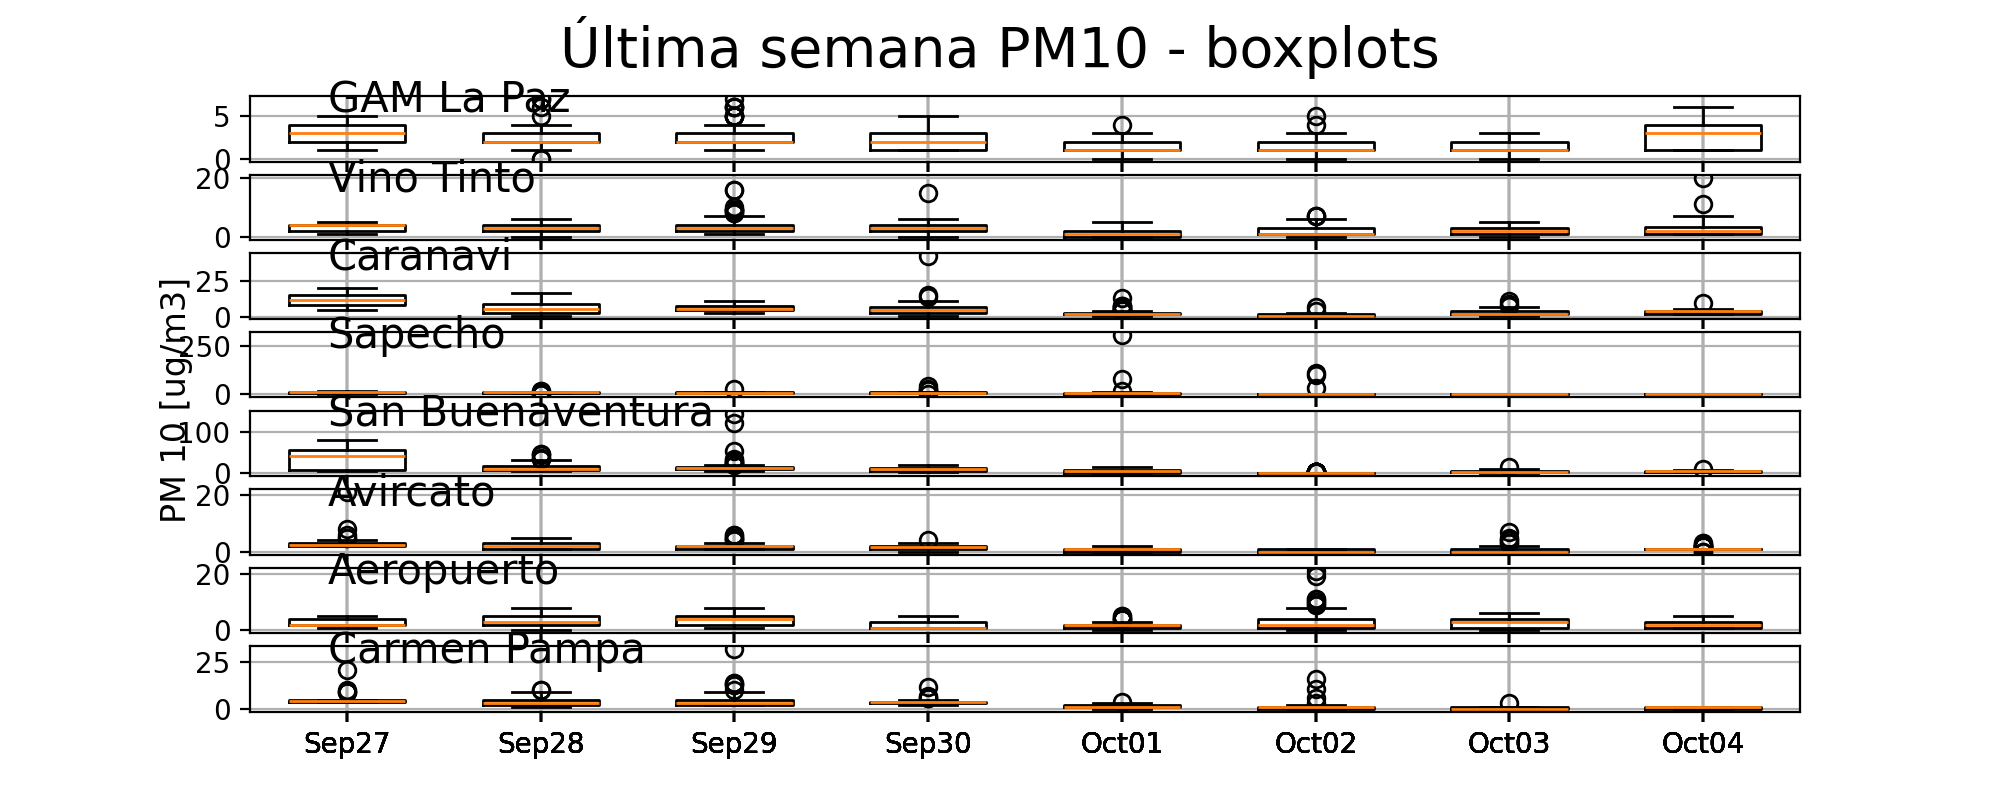 Última semana PM10 - boxplots
GAM La Paz
5
0
Vino Tinto
20
0
Caranavi
25
0
Sapecho
250
0
San Buenaventura
100
0
Avircato
20
0
Aeropuerto
20
0
Carmen Pampa
25
0
PM 10 [ug/m3]
Sep27 Sep28 Sep29 Sep30 Oct01 Oct02 Oct03 Oct04